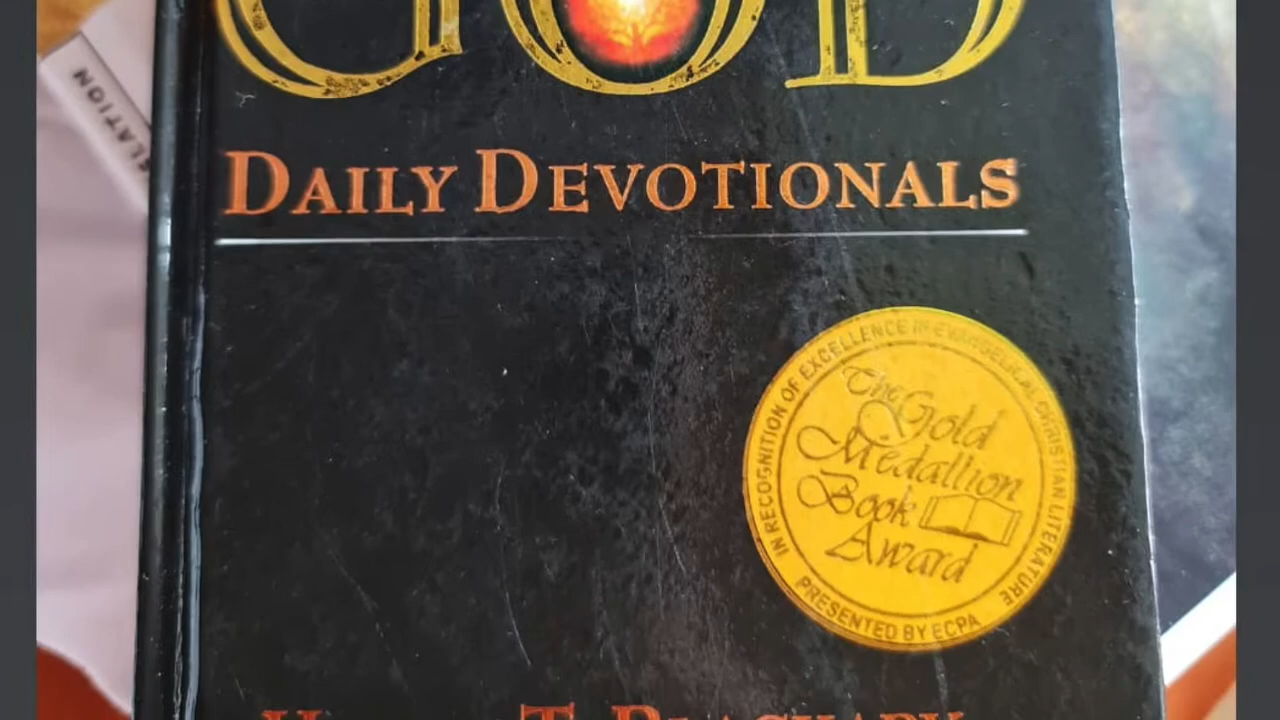 GOD
DAILY DEVOTIONALS
IN RECOGNITION OF EXCELLENCE IN EVANGELICAL CHRISTIAN LITERATURE
The Gold
Medallion
Book
Award
PRESENTED BY ECPA